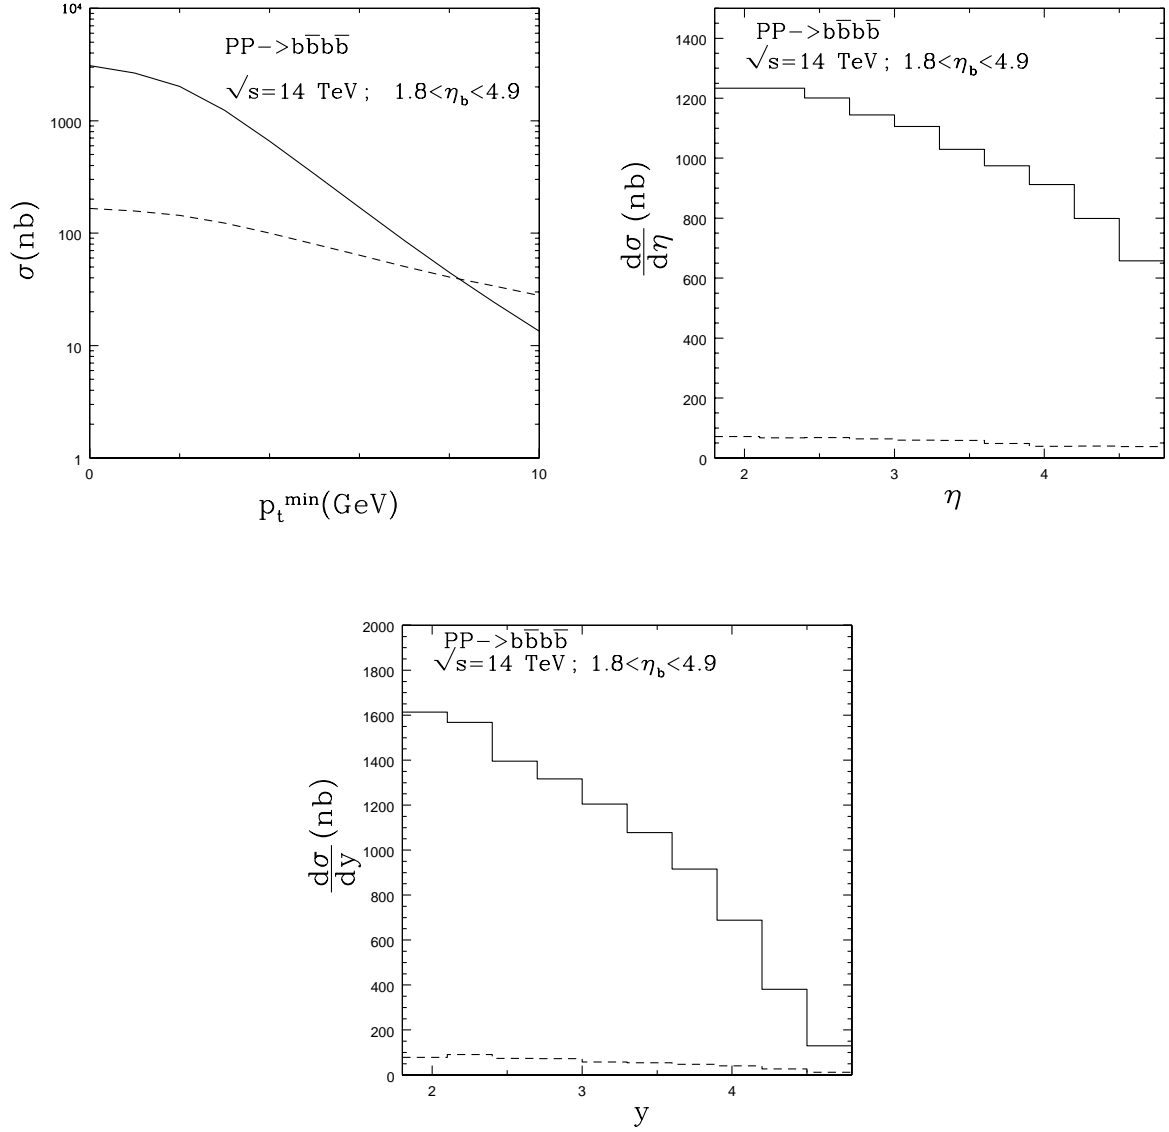 10⁴
PP->bb̅bb̅
√s=14 TeV ; 1.8<η_b<4.9
1000
σ(nb)
100
10
1
0
10
p_t^min(GeV)
1400
PP->bb̅bb̅
√s=14 TeV ; 1.8<η_b<4.9
1200
1000
dσ/dη (nb)
800
600
400
200
0
2
3
4
η
2000
PP->bb̅bb̅
√s=14 TeV ; 1.8<η_b<4.9
1800
1600
1400
1200
dσ/dy (nb)
1000
800
600
400
200
0
2
3
4
y